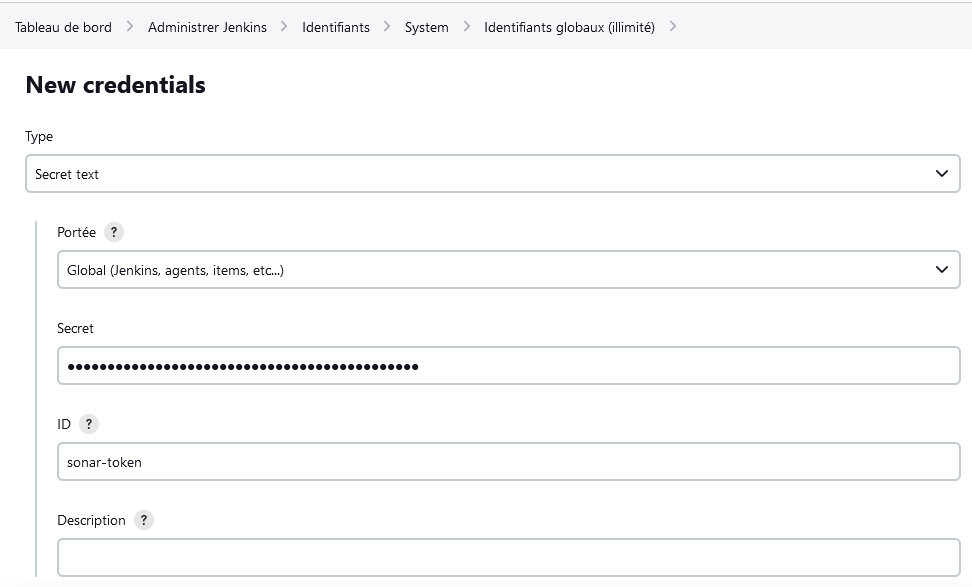 Tableau de bord > Administrer Jenkins > Identifiants > System > Identifiants globaux (illimité) >
New credentials
Type
Secret text
Portée ?
Global (Jenkins, agents, items, etc...)
Secret
••••••••••••••••••••••••••••••••••••••••••••
ID ?
sonar-token
Description ?